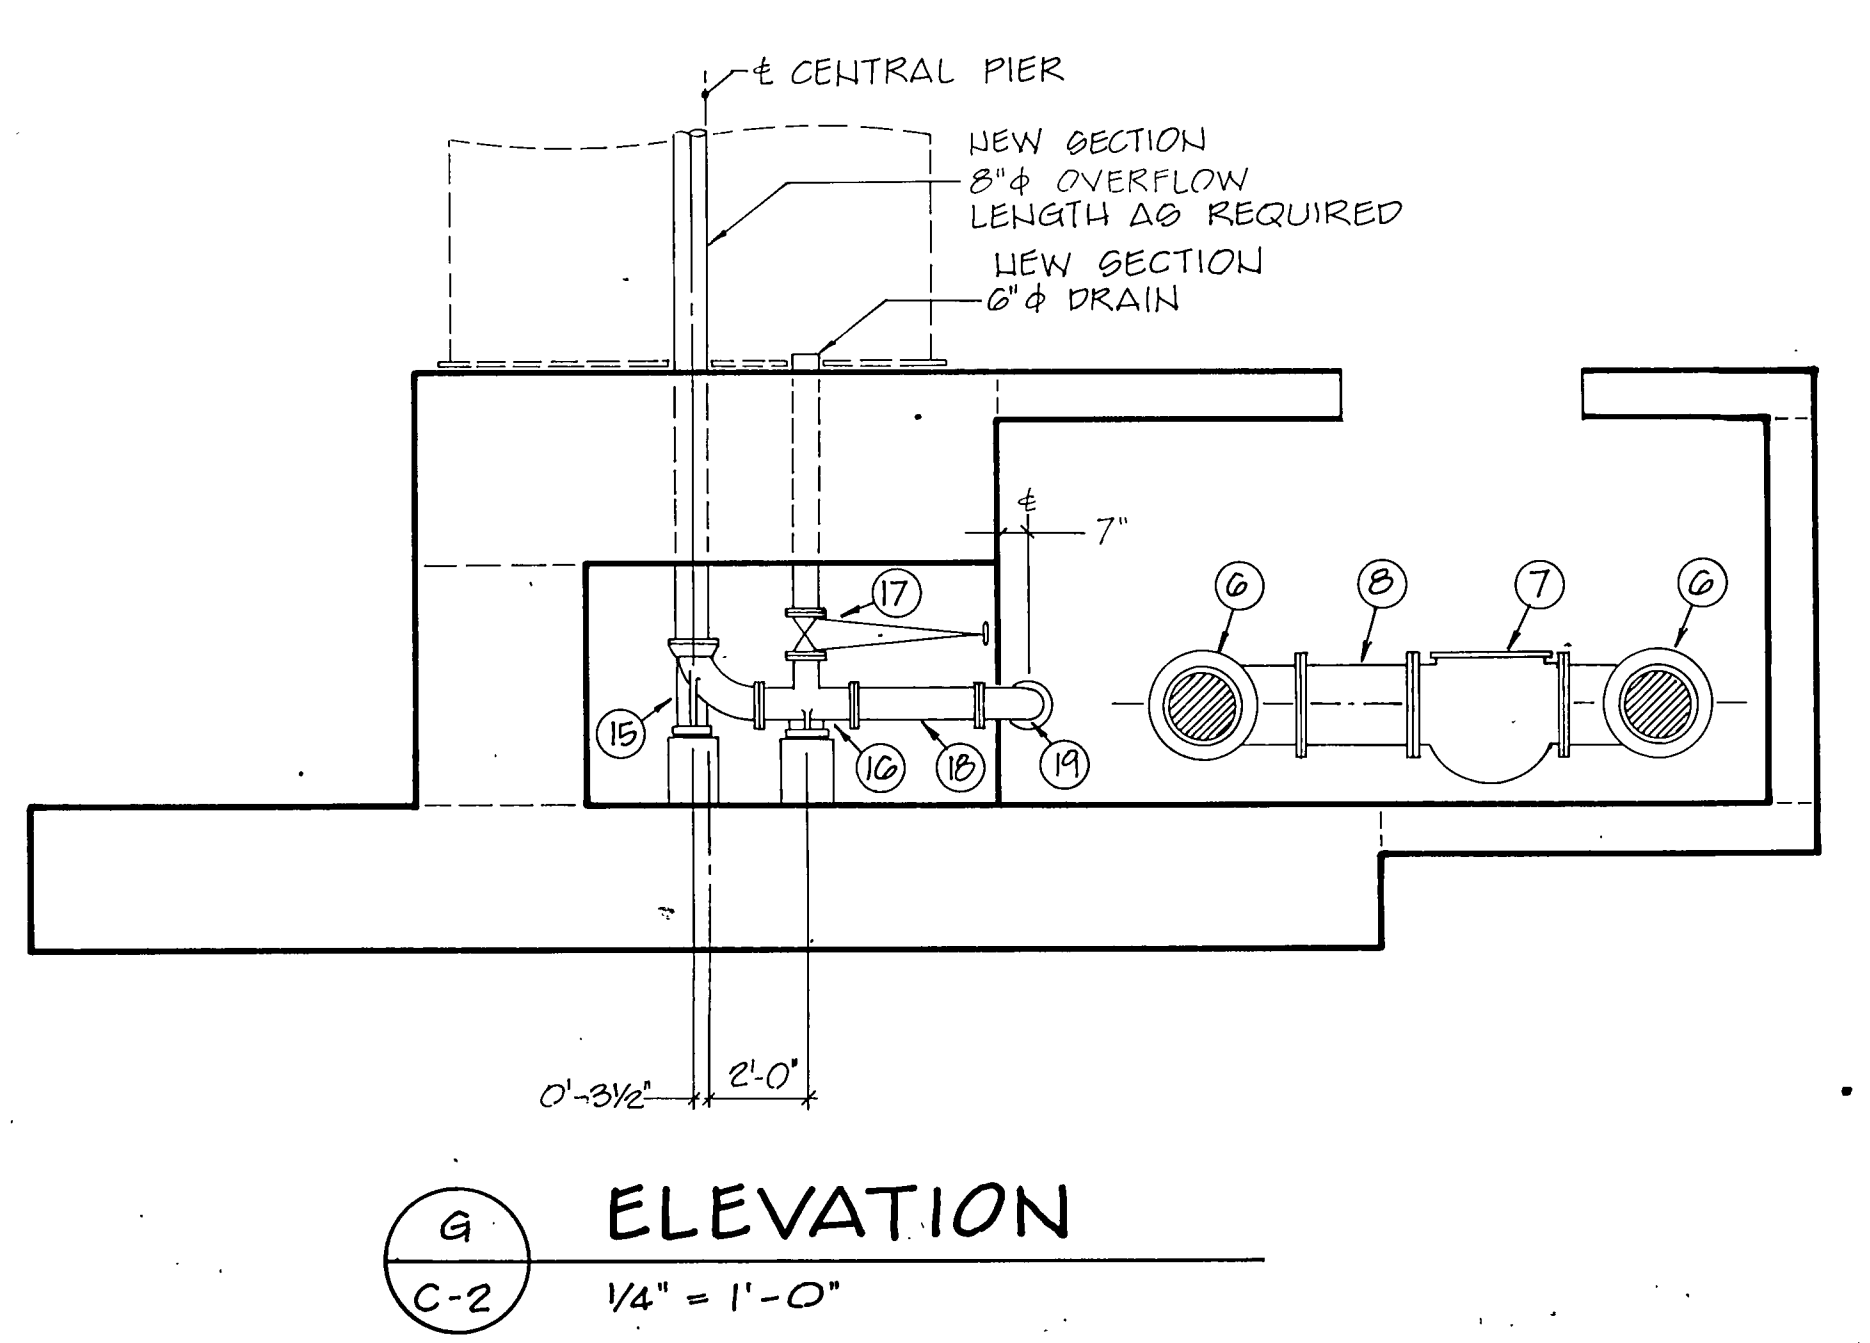 ℄ CENTRAL PIER
NEW SECTION
8"ϕ OVERFLOW
LENGTH AS REQUIRED
NEW SECTION
6"ϕ DRAIN
℄
7"
17
6
8
7
6
15
16
18
19
2'-0"
0'-3½"
G
C-2
ELEVATION
1/4" = 1'-0"